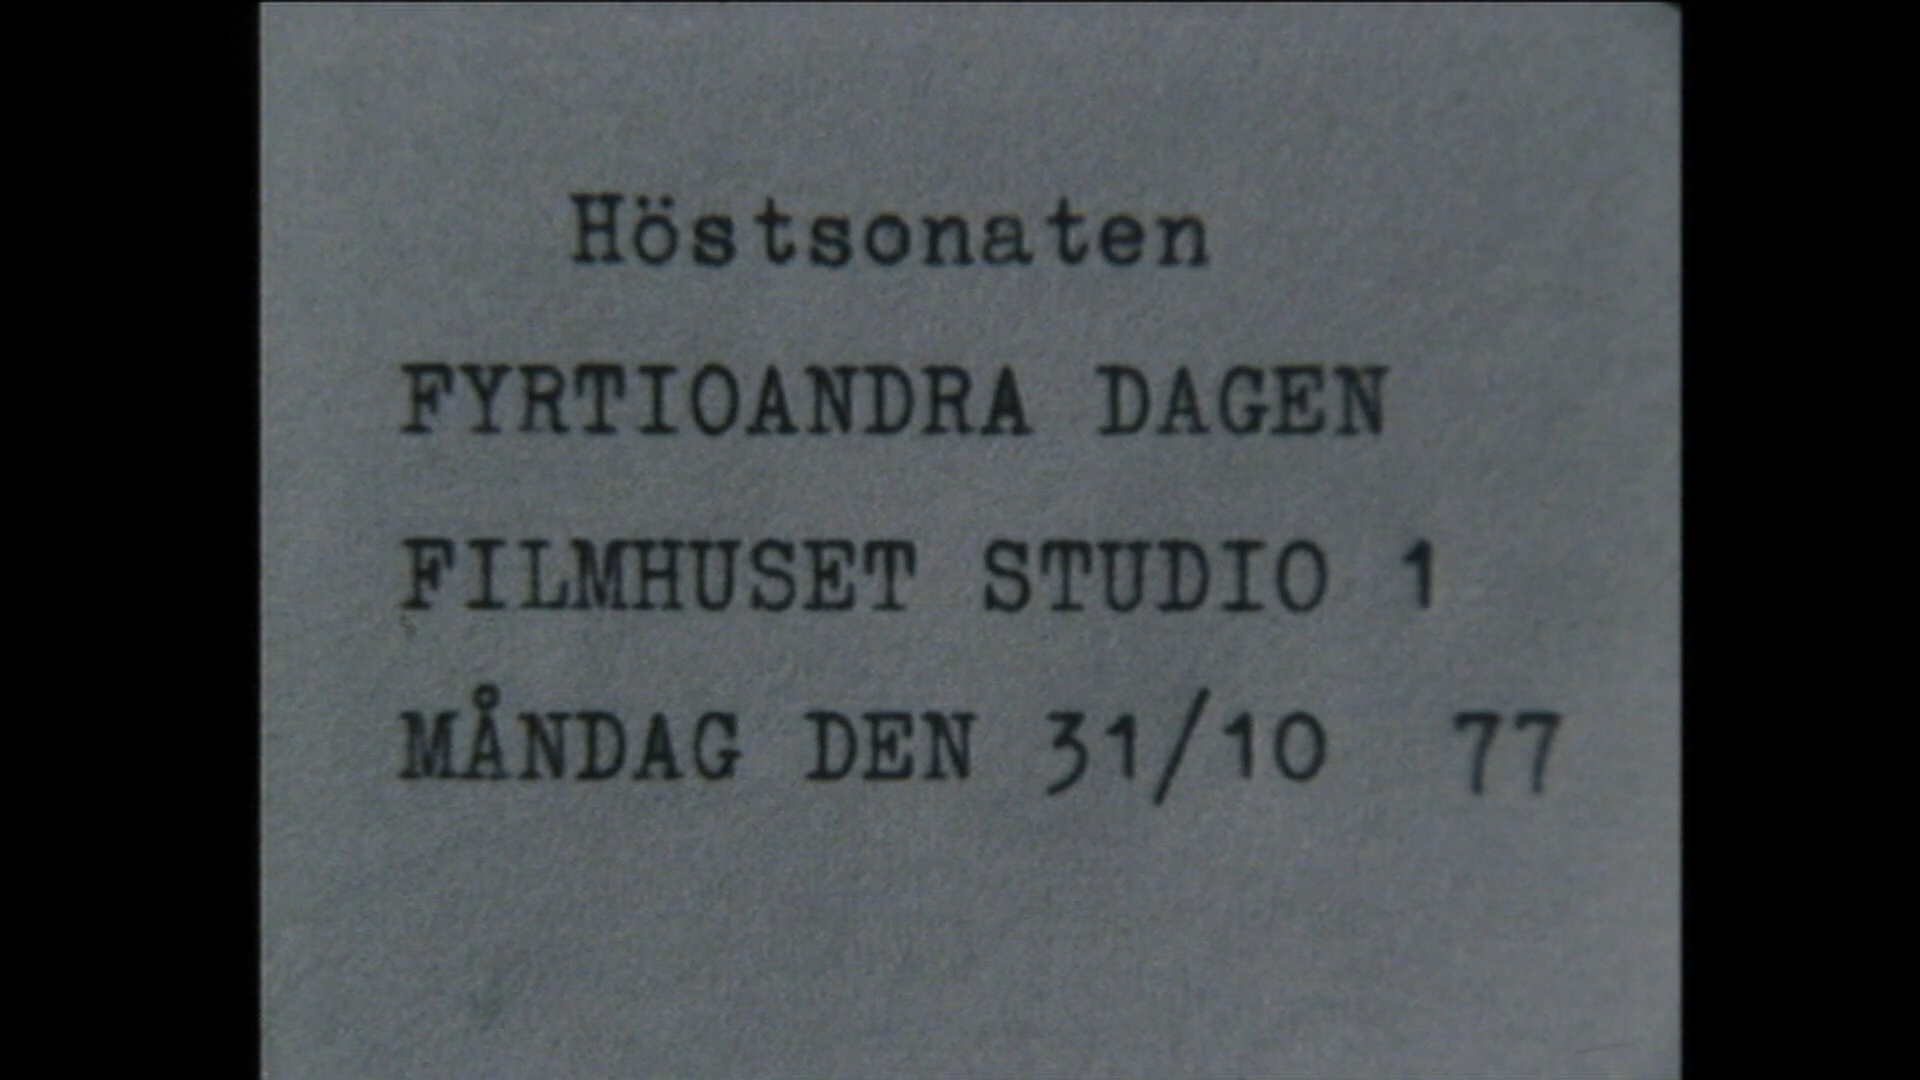 Höstsonaten
FYRTIOANDRA DAGEN
FILMHUSET STUDIO 1
MÅNDAG DEN 31/10 77